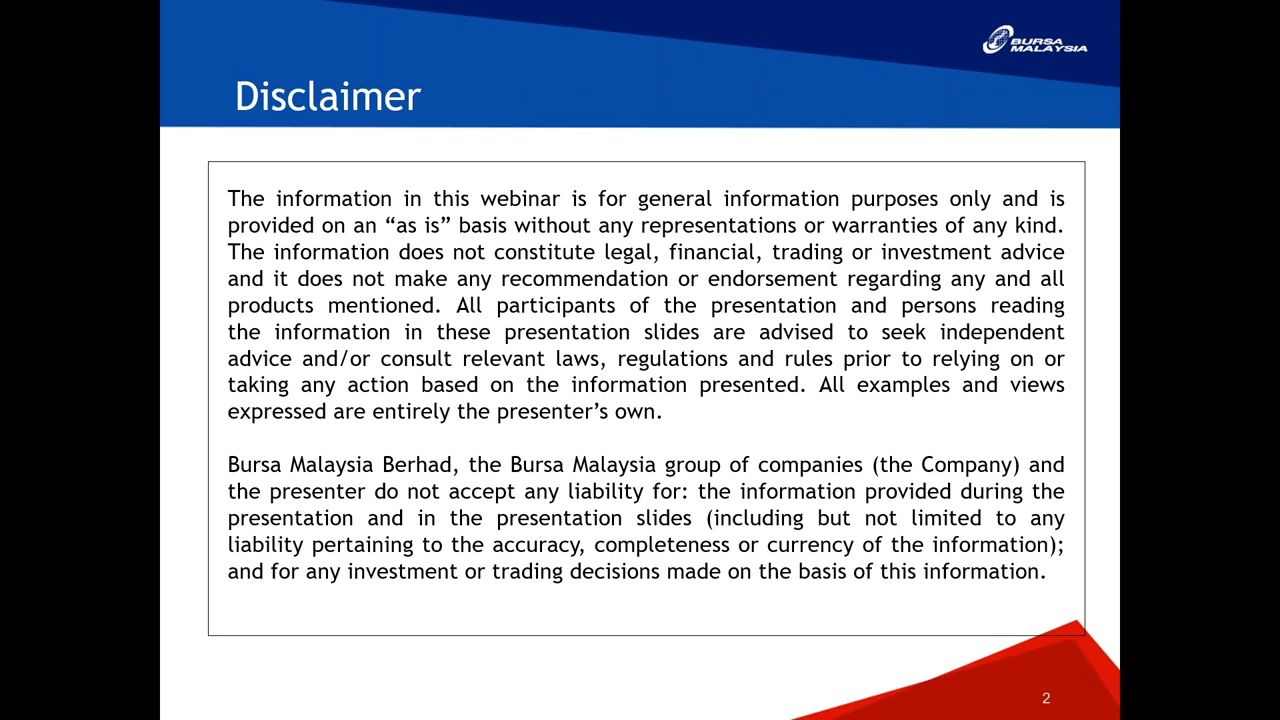 BURSA
MALAYSIA
Disclaimer
The information in this webinar is for general information purposes only and is
provided on an “as is” basis without any representations or warranties of any kind.
The information does not constitute legal, financial, trading or investment advice
and it does not make any recommendation or endorsement regarding any and all
products mentioned. All participants of the presentation and persons reading
the information in these presentation slides are advised to seek independent
advice and/or consult relevant laws, regulations and rules prior to relying on or
taking any action based on the information presented. All examples and views
expressed are entirely the presenter’s own.
Bursa Malaysia Berhad, the Bursa Malaysia group of companies (the Company) and
the presenter do not accept any liability for: the information provided during the
presentation and in the presentation slides (including but not limited to any
liability pertaining to the accuracy, completeness or currency of the information);
and for any investment or trading decisions made on the basis of this information.
2